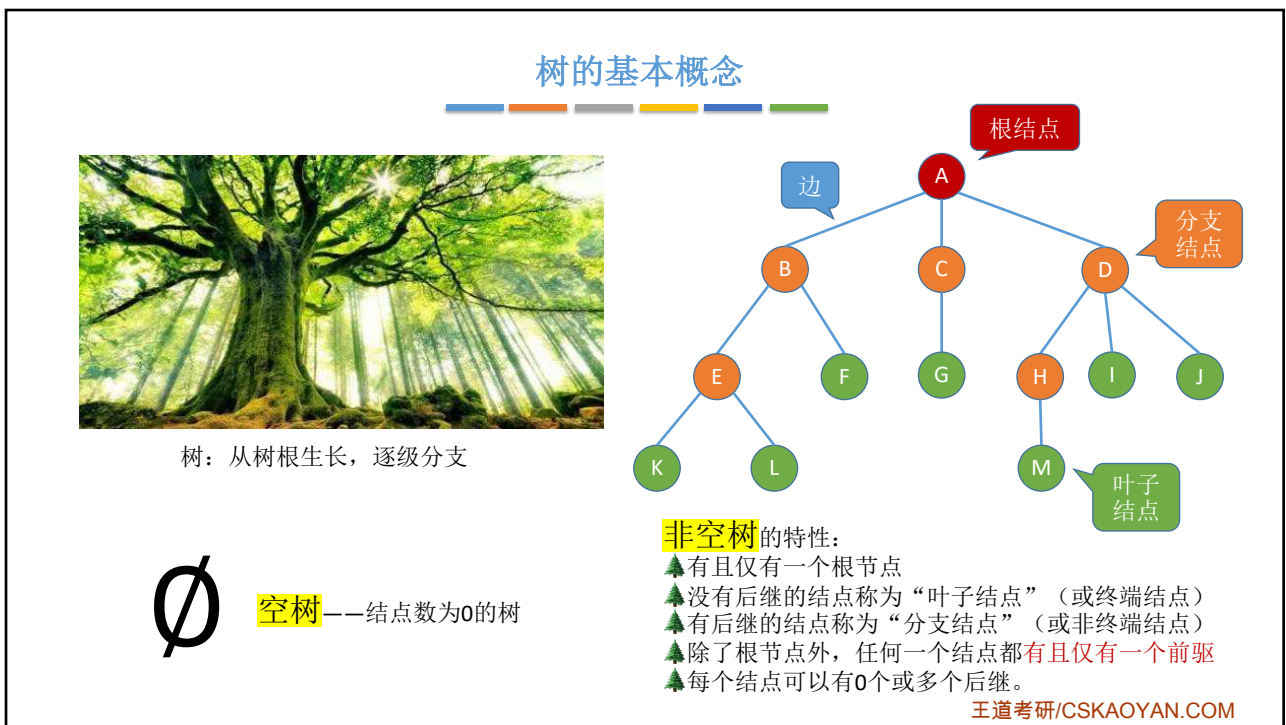 树的基本概念
根结点
A
边
分支
结点
B
C
D
E
F
G
H
I
J
K
L
M
叶子
结点
树：从树根生长，逐级分支
Ø
空树——结点数为0的树
非空树的特性：
有且仅有一个根节点
没有后继的结点称为“叶子结点”（或终端结点）
有后继的结点称为“分支结点”（或非终端结点）
除了根节点外，任何一个结点都有且仅有一个前驱
每个结点可以有0个或多个后继。
王道考研/CSKAOYAN.COM